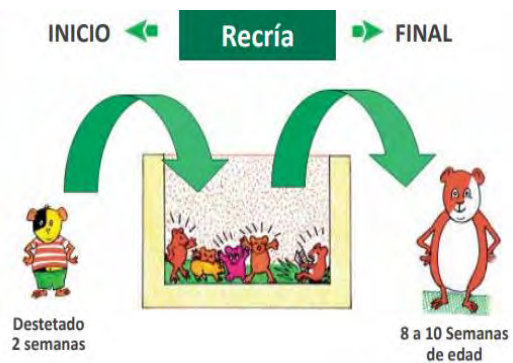 INICIO
Recría
FINAL
Destetado
2 semanas
8 a 10 Semanas
de edad